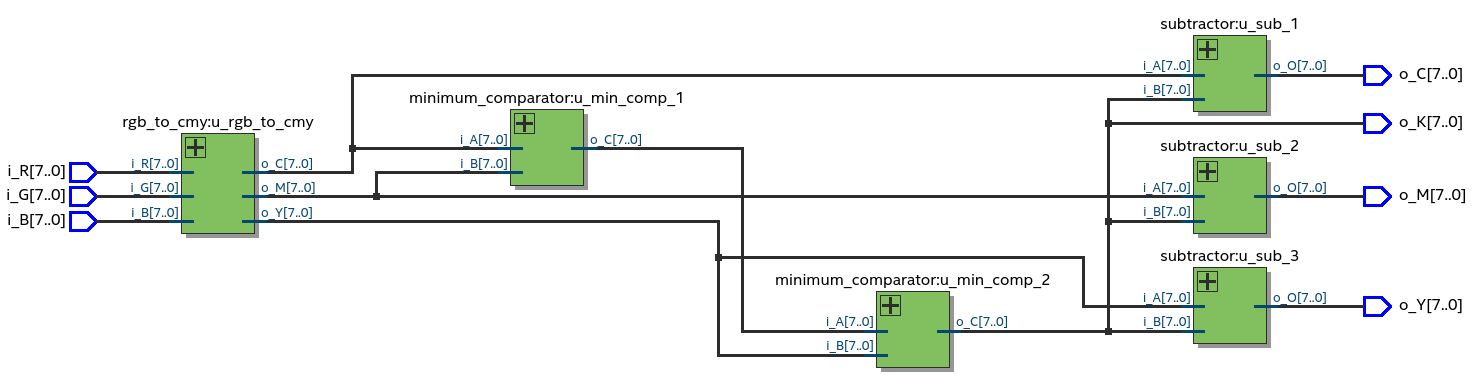 subtractor:u_sub_1
i_A[7..0]
o_O[7..0]
o_C[7..0]
i_B[7..0]
minimum_comparator:u_min_comp_1
rgb_to_cmy:u_rgb_to_cmy
o_K[7..0]
i_A[7..0]
o_C[7..0]
subtractor:u_sub_2
i_R[7..0]
i_R[7..0]
o_C[7..0]
i_B[7..0]
i_G[7..0]
i_G[7..0]
o_M[7..0]
i_A[7..0]
o_O[7..0]
o_M[7..0]
i_B[7..0]
i_B[7..0]
o_Y[7..0]
i_B[7..0]
subtractor:u_sub_3
minimum_comparator:u_min_comp_2
i_A[7..0]
o_O[7..0]
o_Y[7..0]
i_A[7..0]
o_C[7..0]
i_B[7..0]
i_B[7..0]